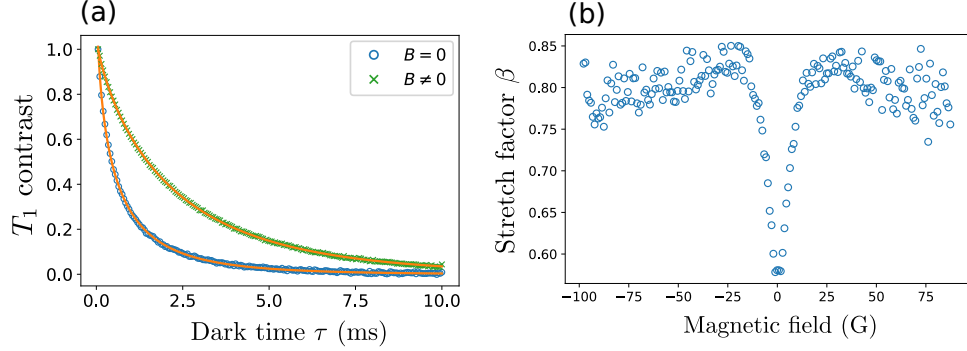 (a)
1.0
0.8
0.6
0.4
0.2
0.0
T₁ contrast
B = 0
B ≠ 0
0.0 2.5 5.0 7.5 10.0
Dark time τ (ms)
(b)
0.85
0.80
0.75
0.70
0.65
0.60
Stretch factor β
−100 −75 −50 −25 0 25 50 75
Magnetic field (G)